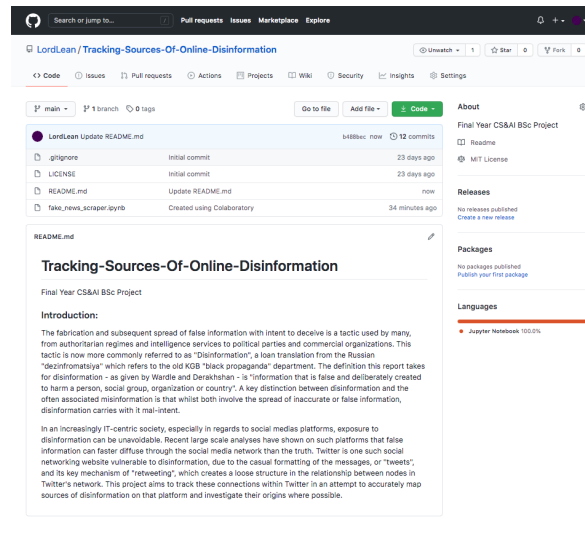 Search or jump to...
/
Pull requests Issues Marketplace Explore
LordLean / Tracking-Sources-Of-Online-Disinformation
Unwatch 1 Star 0 Fork 0
Code Issues Pull requests Actions Projects Wiki Security Insights Settings
main 1 branch 0 tags Go to file Add file Code
LordLean Update README.md b488bec now 12 commits
.gitignore Initial commit 23 days ago
LICENSE Initial commit 23 days ago
README.md Update README.md now
fake_news_scraper.ipynb Created using Colaboratory 34 minutes ago
README.md
Tracking-Sources-Of-Online-Disinformation
Final Year CS&AI BSc Project
Introduction:
The fabrication and subsequent spread of false information with intent to deceive is a tactic used by many,
from authoritarian regimes and intelligence services to political parties and commercial organizations. This
tactic is now more commonly referred to as "Disinformation", a loan translation from the Russian
"dezinfromatsiya" which refers to the old KGB "black propaganda" department. The definition this report takes
for disinformation - as given by Wardle and Derakhshan - is "information that is false and deliberately created
to harm a person, social group, organization or country". A key distinction between disinformation and the
often associated misinformation is that whilst both involve the spread of inaccurate or false information,
disinformation carries with it mal-intent.
In an increasingly IT-centric society, especially in regards to social medias platforms, exposure to
disinformation can be unavoidable. Recent large scale analyses have shown on such platforms that false
information can faster diffuse through the social media network than the truth. Twitter is one such social
networking website vulnerable to disinformation, due to the casual formatting of the messages, or "tweets",
and its key mechanism of "retweeting", which creates a loose structure in the relationship between nodes in
Twitter's network. This project aims to track these connections within Twitter in an attempt to accurately map
sources of disinformation on that platform and investigate their origins where possible.
About
Final Year CS&AI BSc Project
Readme
MIT License
Releases
No releases published
Create a new release
Packages
No packages published
Publish your first package
Languages
Jupyter Notebook 100.0%